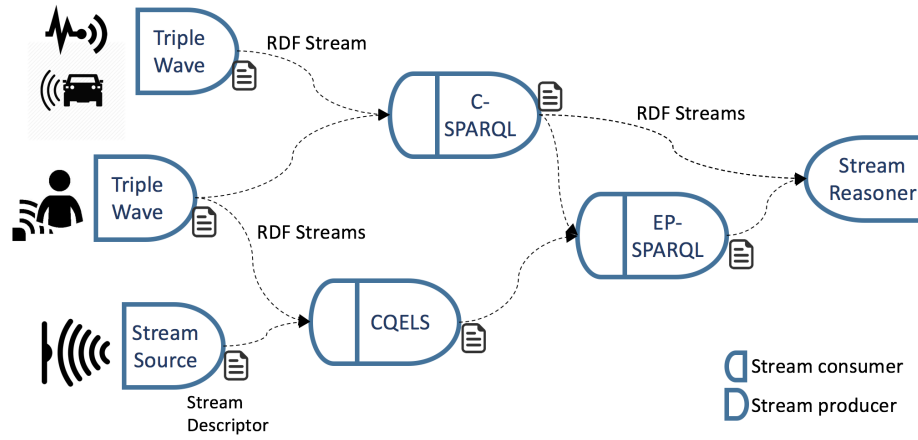 Triple
Wave
RDF Stream
C-
SPARQL
RDF Streams
Stream
Reasoner
Triple
Wave
RDF Streams
EP-
SPARQL
CQELS
Stream
Source
Stream
Descriptor
Stream consumer
Stream producer